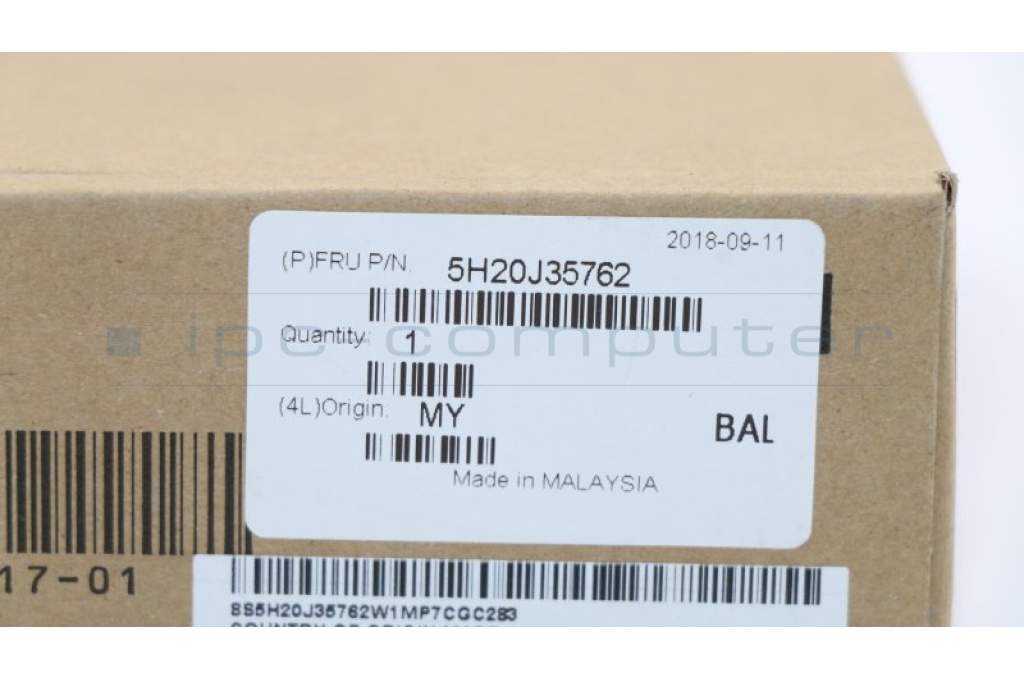 2018-09-11
(P)FRU P/N. 5H20J35762
Quantity: 1
ipc-computer
(4L)Origin: MY
BAL
Made in MALAYSIA
17-01
8S5H20J35762W1MP7CGC283